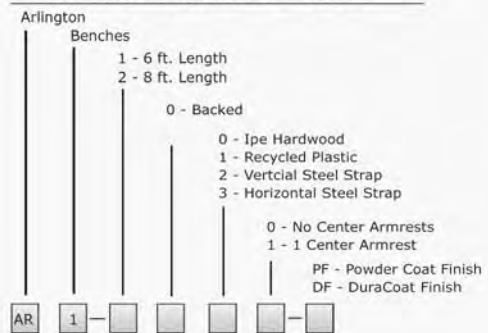 Arlington
Benches
1 - 6 ft. Length
2 - 8 ft. Length
0 - Backed
0 - Ipe Hardwood
1 - Recycled Plastic
2 - Vertcial Steel Strap
3 - Horizontal Steel Strap
0 - No Center Armrests
1 - 1 Center Armrest
PF - Powder Coat Finish
DF - DuraCoat Finish
AR 1 - -